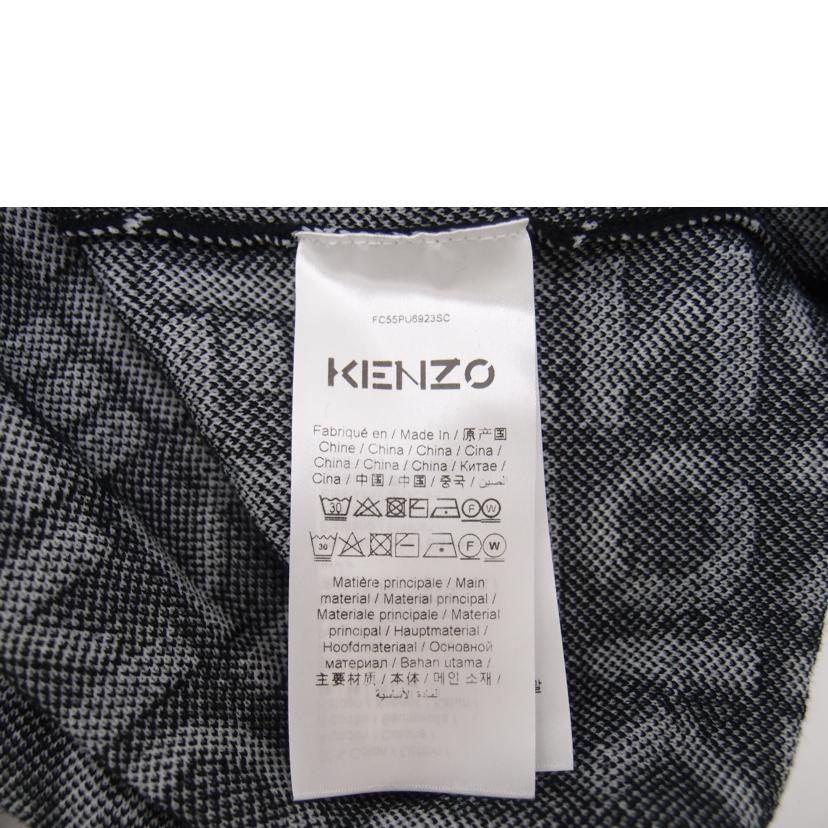 FC55PU6923SC
KENZO
Fabriqué en / Made In / 原产国
Chine / China / China / Cina /
China / China / China / Китае /
Cina / 中国 / 中国 / 중국 / الصين
30 F W
30 F W
Matière principale / Main
material / Material principal /
Materiale principale / Material
principal / Hauptmaterial /
Hoofdmateriaal / Основной
материал / Bahan utama /
主要材质 / 本体 / 메인 소재 /
المادة الأساسية